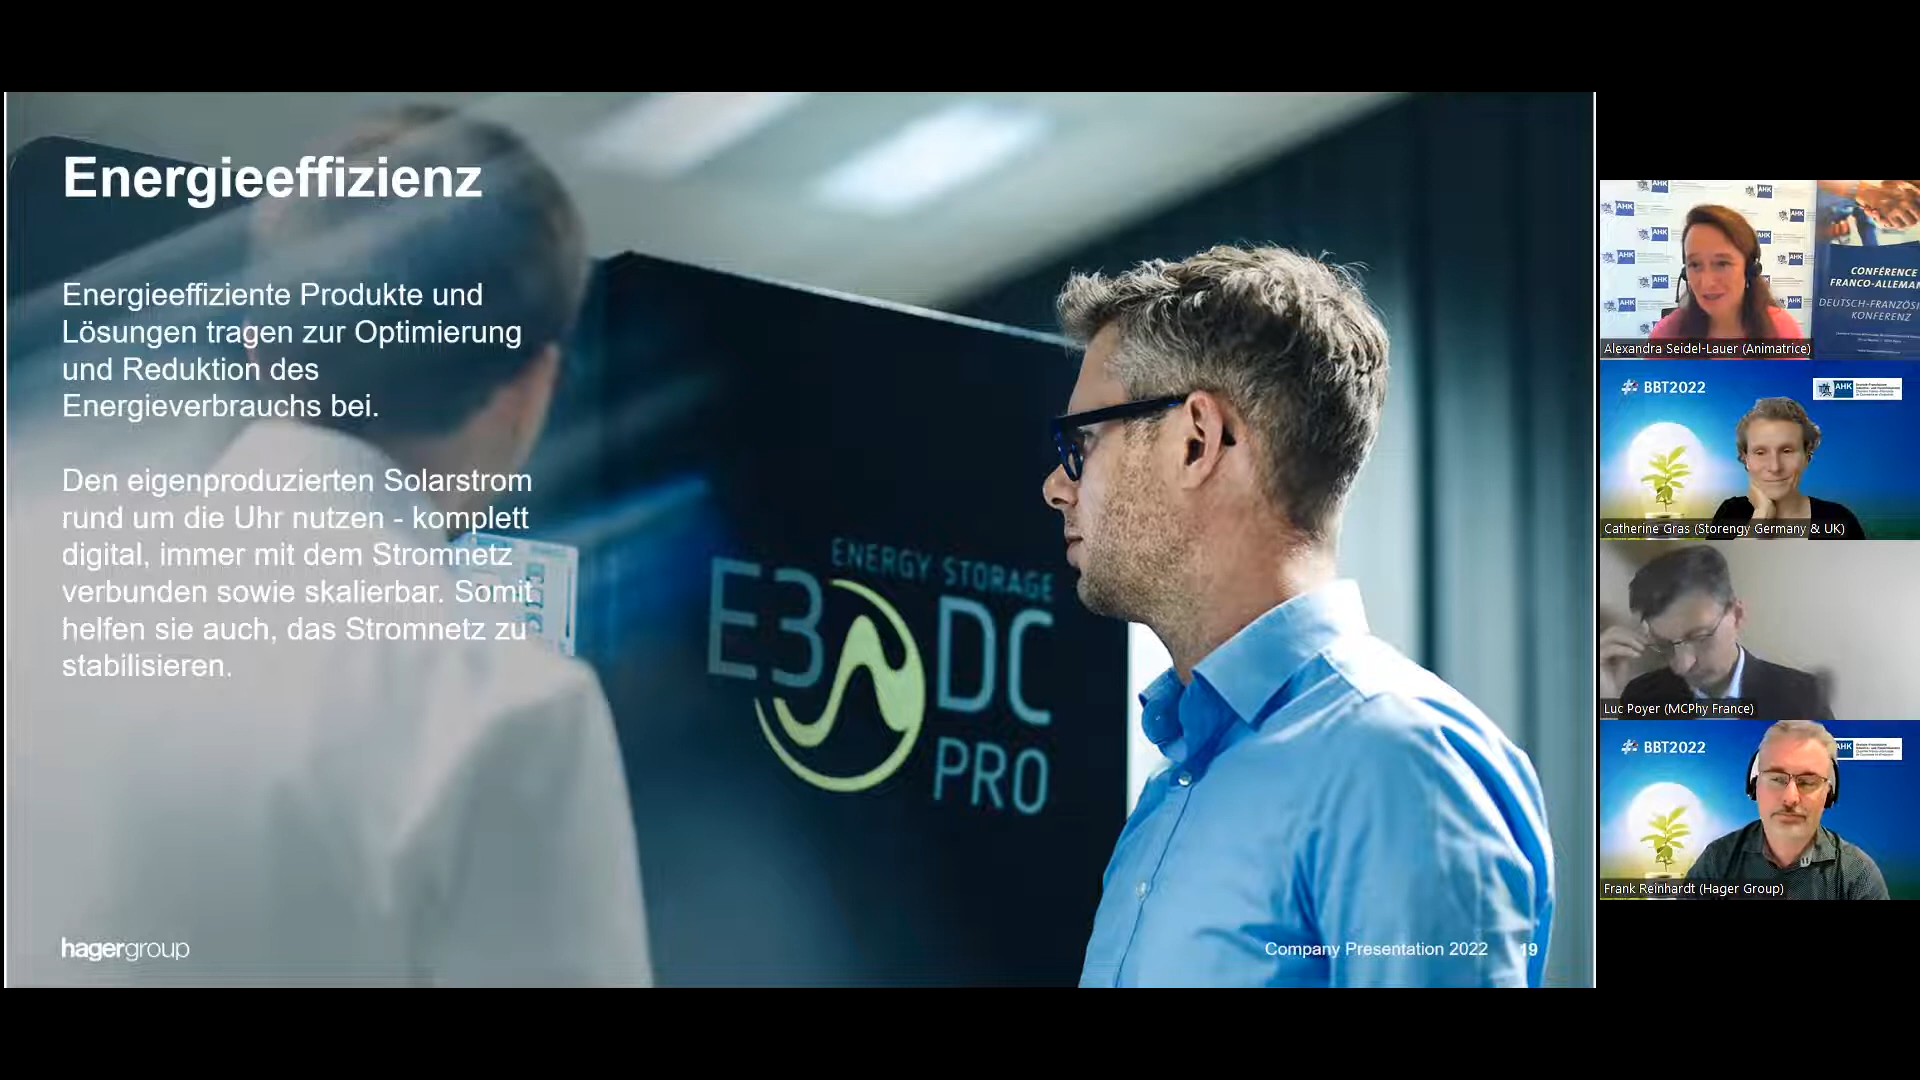 Energieeffizienz
Energieeffiziente Produkte und
Lösungen tragen zur Optimierung
und Reduktion des
Energieverbrauchs bei.
Den eigenproduzierten Solarstrom
rund um die Uhr nutzen - komplett
digital, immer mit dem Stromnetz
verbunden sowie skalierbar. Somit
helfen sie auch, das Stromnetz zu
stabilisieren.
ENERGY STORAGE
E3 DC
PRO
hagergroup
Company Presentation 2022 19
AHK
CONFÉRENCE
FRANCO-ALLEMAN
DEUTSCH-FRANZÖSI
KONFERENZ
Alexandra Seidel-Lauer (Animatrice)
# BBT2022
AHK
Catherine Gras (Storengy Germany & UK)
Luc Poyer (MCPhy France)
# BBT2022
AHK
Frank Reinhardt (Hager Group)